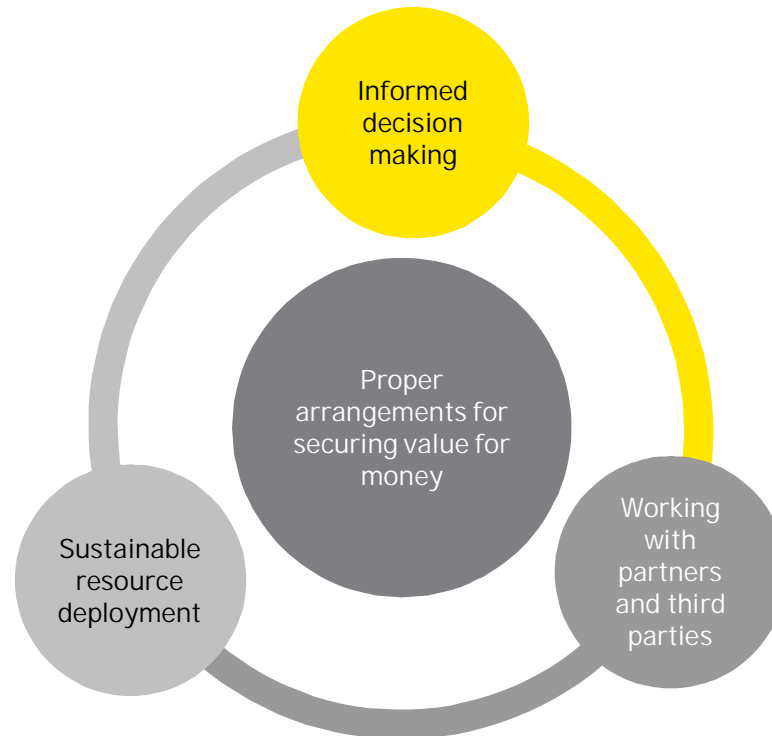 Informed
decision
making
Proper
arrangements for
securing value for
money
Sustainable
resource
deployment
Working
with
partners
and third
parties